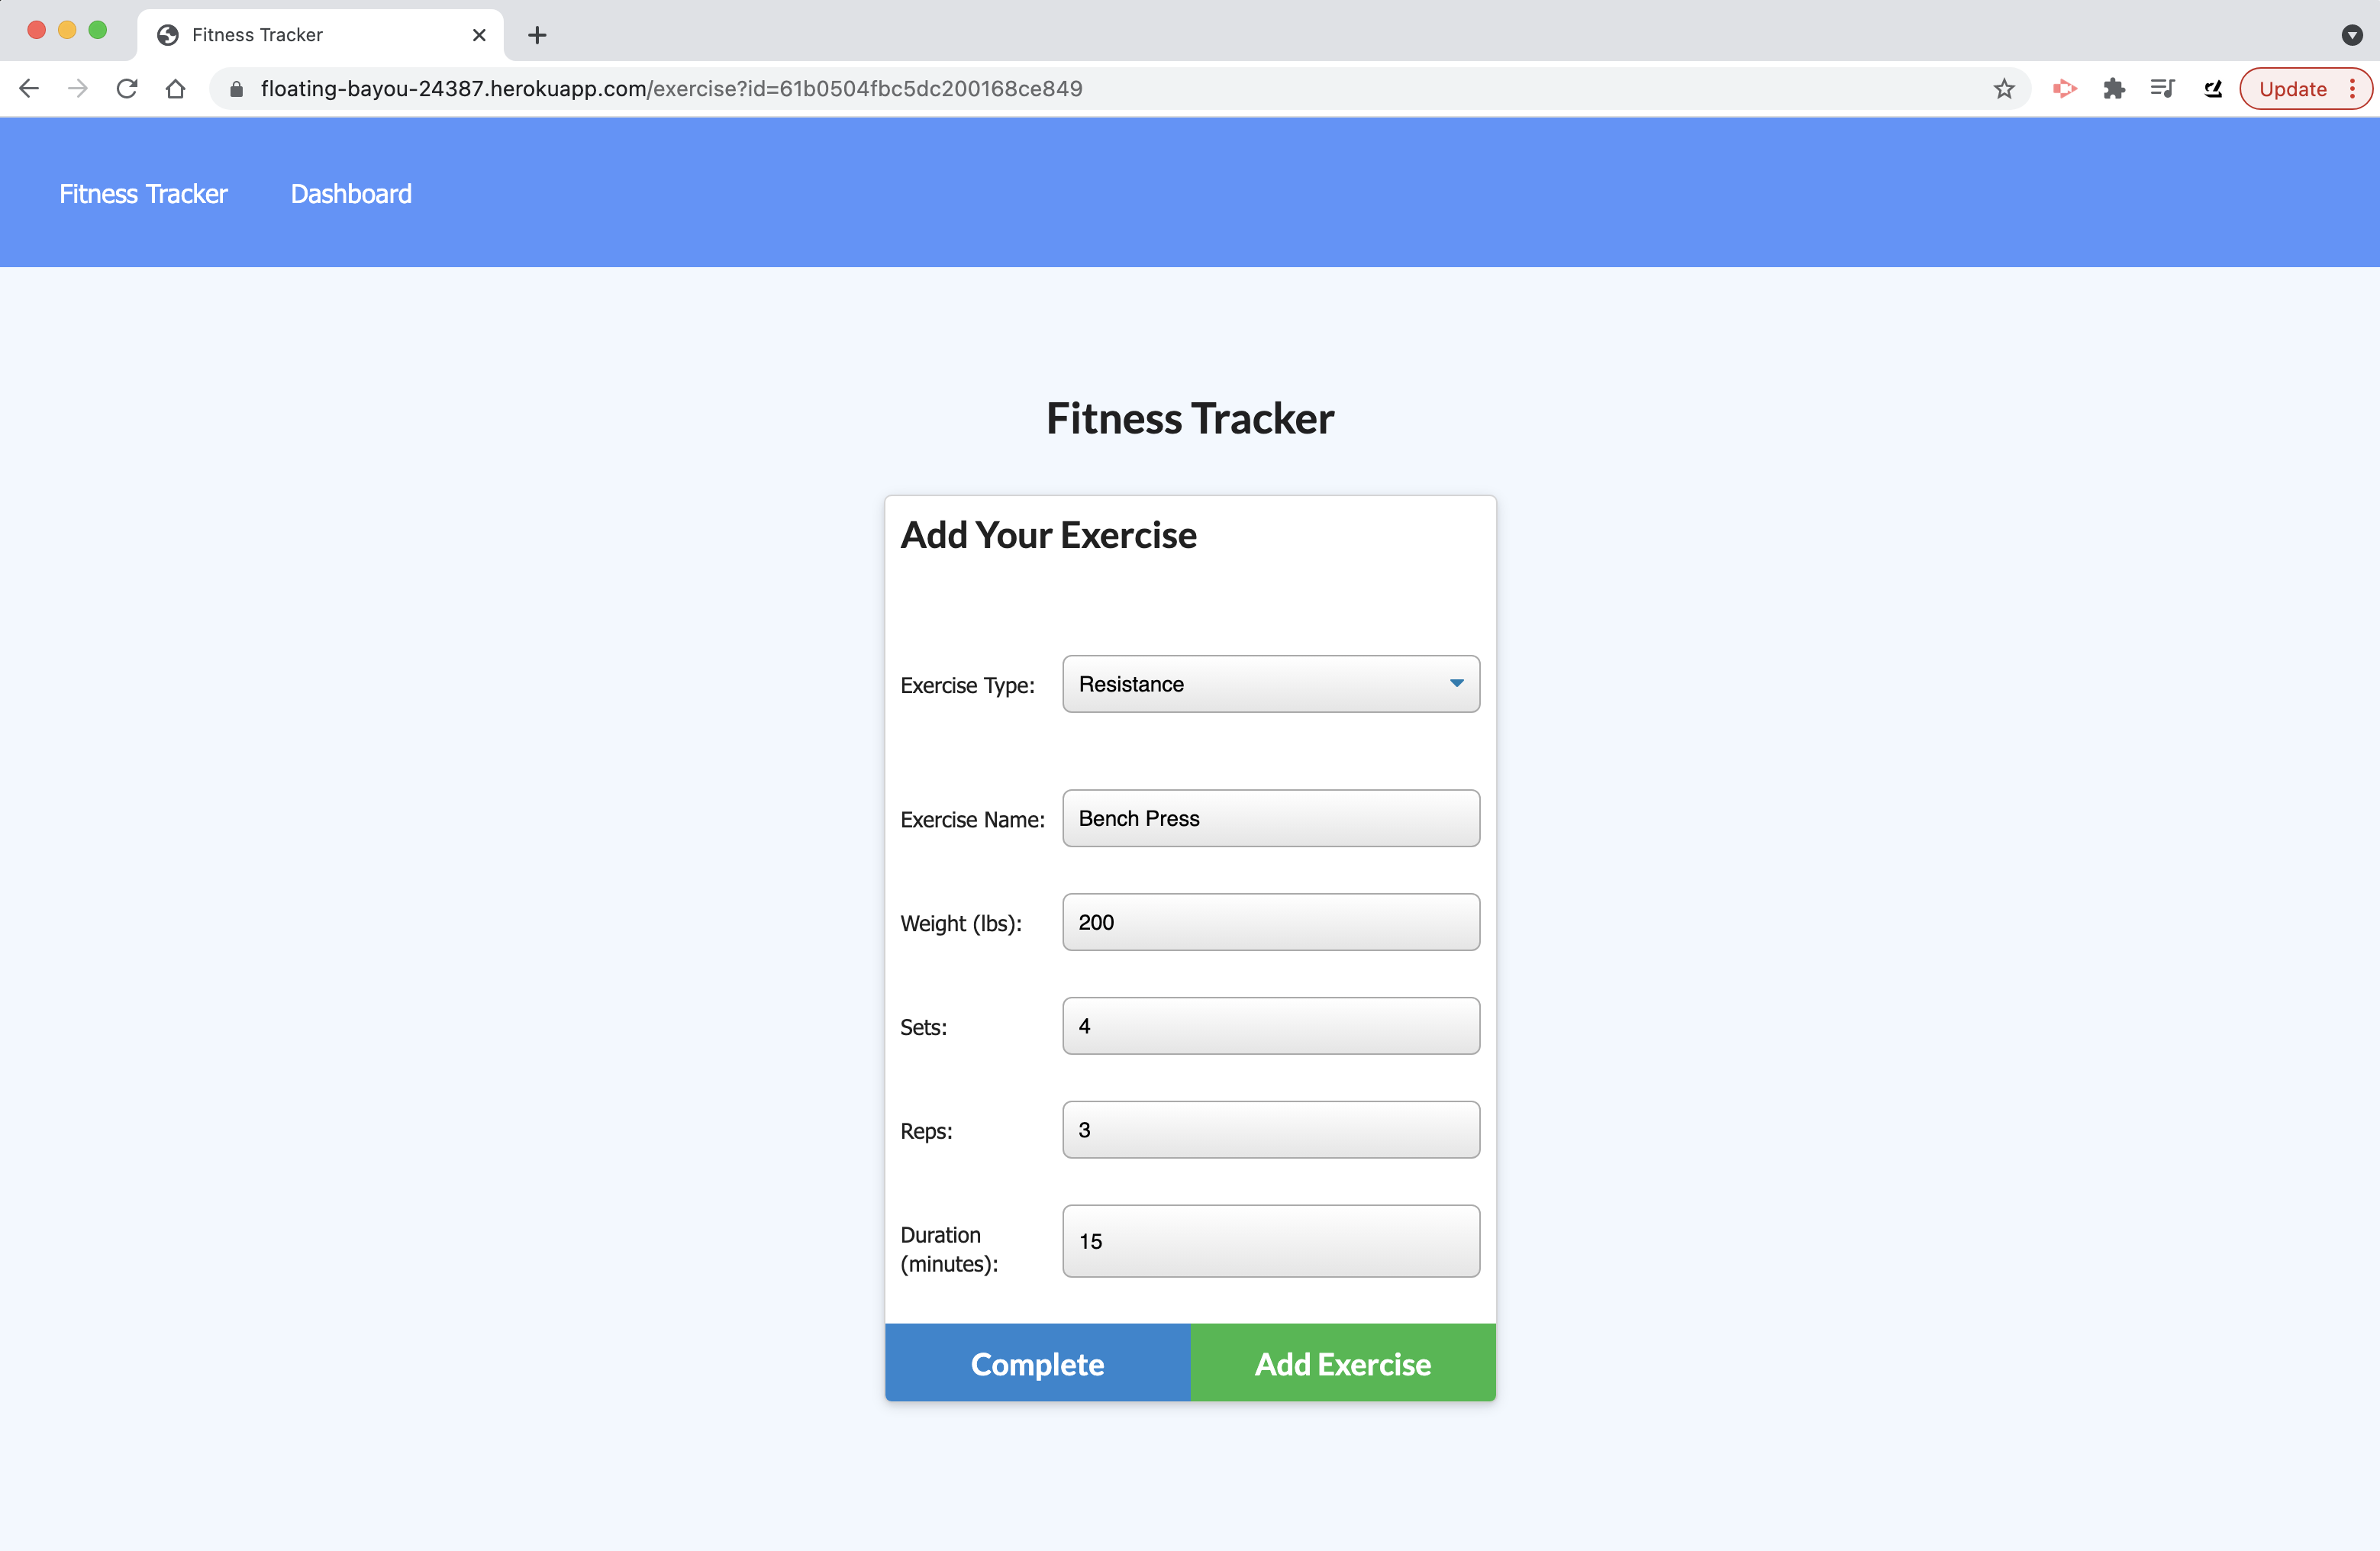 Fitness Tracker
floating-bayou-24387.herokuapp.com/exercise?id=61b0504fbc5dc200168ce849
Update
Fitness Tracker Dashboard
Fitness Tracker
Add Your Exercise
Exercise Type: Resistance
Exercise Name: Bench Press
Weight (lbs): 200
Sets: 4
Reps: 3
Duration
(minutes): 15
Complete Add Exercise